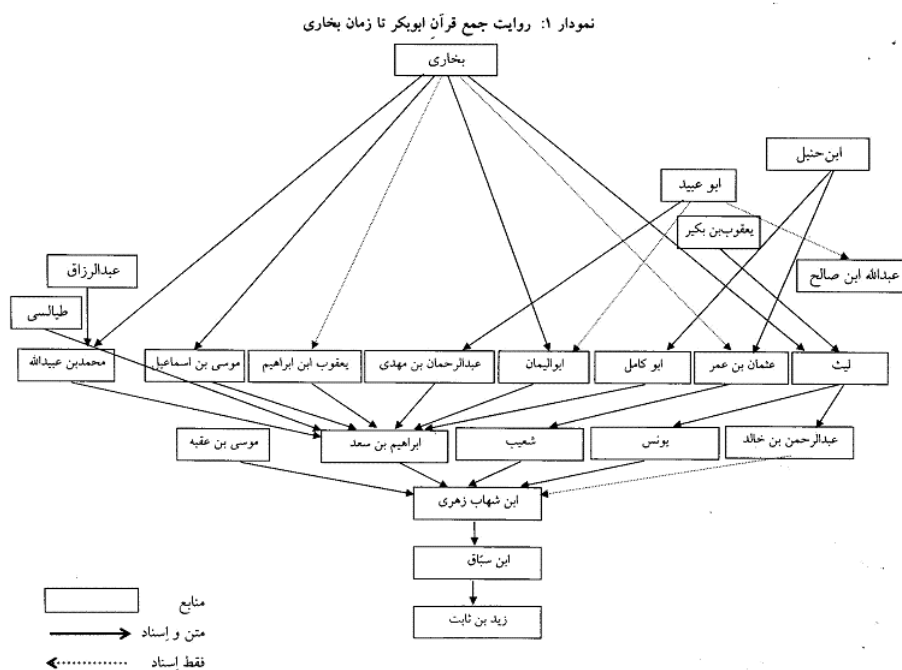 نمودار ۱: روایت جمع قرآنِ ابوبکر تا زمان بخاری
بخاری
ابن‌حنبل
ابو عبید
یعقوب‌بن بکیر
عبدالرزاق
عبدالله ابن صالح
طیالسی
لیث
عثمان بن عمر
ابو کامل
ابوالیمان
عبدالرحمان بن مهدی
یعقوب ابن ابراهیم
موسی بن اسماعیل
محمدبن عبیدالله
عبدالرحمن بن خالد
یونس
شعیب
ابراهیم بن سعد
موسی بن عقبه
ابن شهاب زهری
ابن سبّاق
زید بن ثابت
منابع
متن و اِسناد
فقط اِسناد